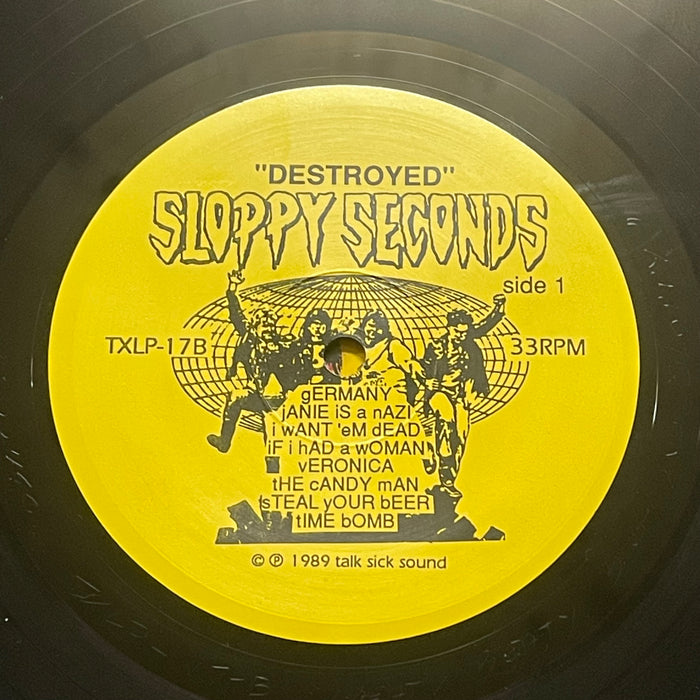 "DESTROYED"
SLOPPY SECONDS
side 1
TXLP-17B
33RPM
gERMANY
jANIE iS a nAZI
i wANT 'eM dEAD
iF i hAD a wOMAN
vERONICA
tHE cANDY mAN
sTEAL yOUR bEER
tIME bOMB
© ℗ 1989 talk sick sound